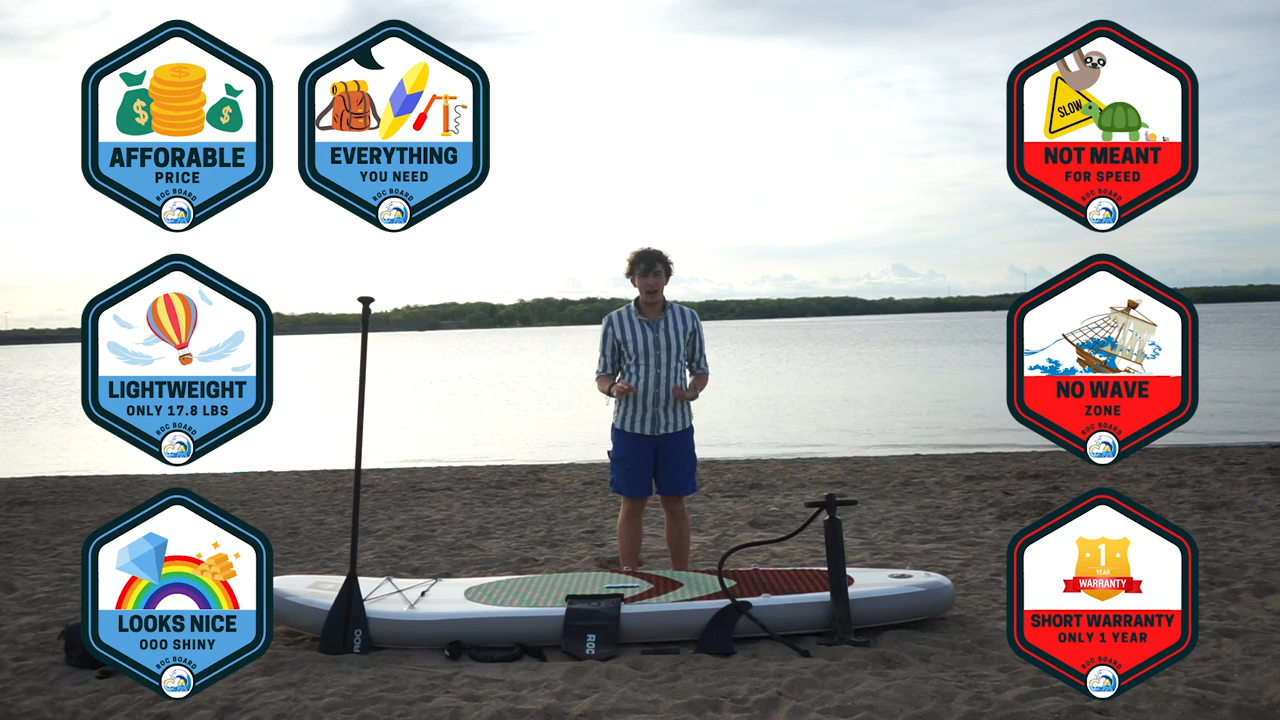 AFFORABLE
PRICE
ROC BOARD
EVERYTHING
YOU NEED
ROC BOARD
SLOW
NOT MEANT
FOR SPEED
ROC BOARD
LIGHTWEIGHT
ONLY 17.8 LBS
ROC BOARD
NO WAVE
ZONE
ROC BOARD
LOOKS NICE
OOO SHINY
ROC BOARD
1
YEAR
WARRANTY
SHORT WARRANTY
ONLY 1 YEAR
ROC BOARD
ROC
ROC